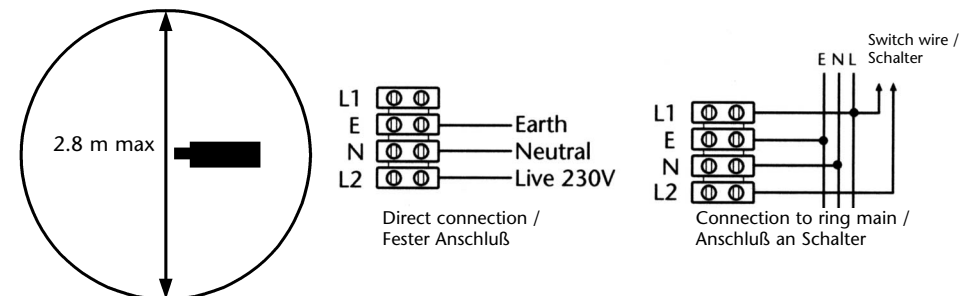 2.8 m max
L1
E Earth
N Neutral
L2 Live 230V
Direct connection /
Fester Anschluß
Switch wire /
Schalter
E N L
L1
E
N
L2
Connection to ring main /
Anschluß an Schalter